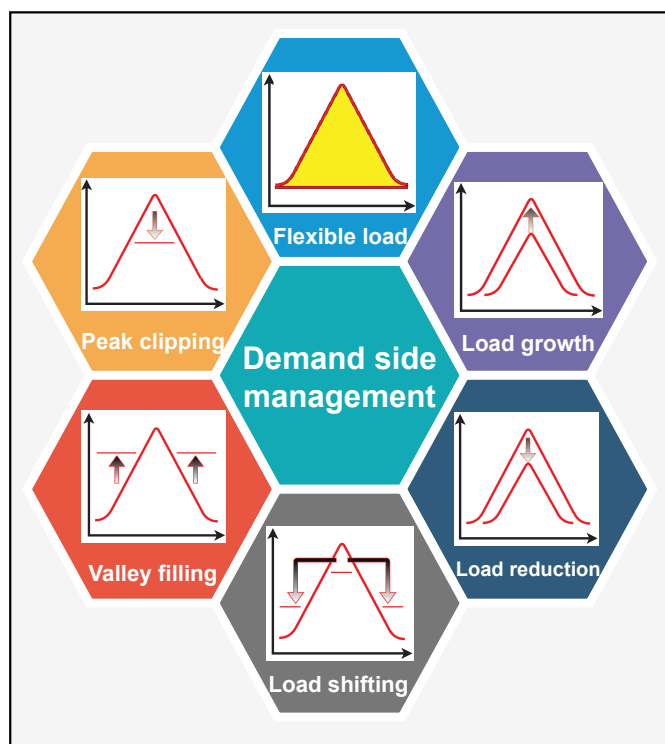 Flexible load
Peak clipping
Load growth
Demand side
management
Valley filling
Load reduction
Load shifting